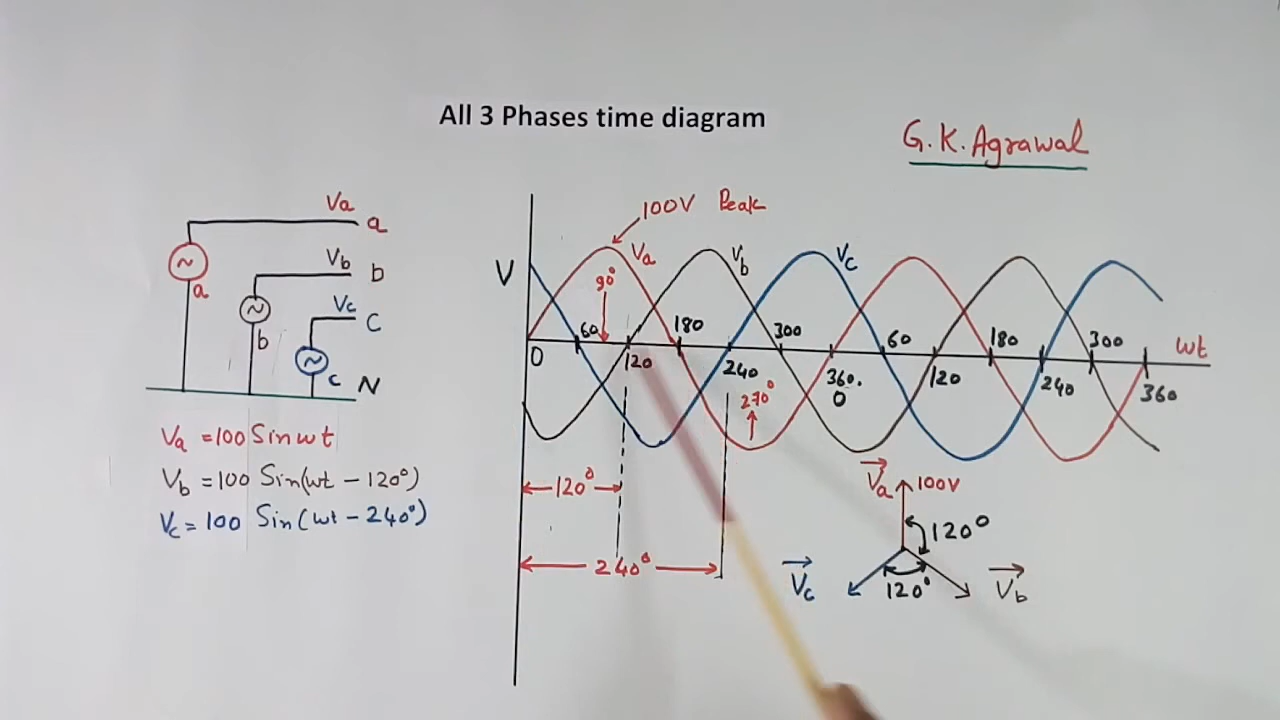 All 3 Phases time diagram
G. K. Agrawal
Va
a
a
Vb
b
b
Vc
C
c
N
Va = 100 Sin wt
Vb = 100 Sin(wt - 120°)
Vc = 100 Sin(wt - 240°)
100V Peak
V
Va
Vb
Vc
90°
0
60
120
180
240
300
360.
0
60
120
180
240
300
360
wt
270°
120°
240°
Va
100V
120°
120°
Vc
Vb